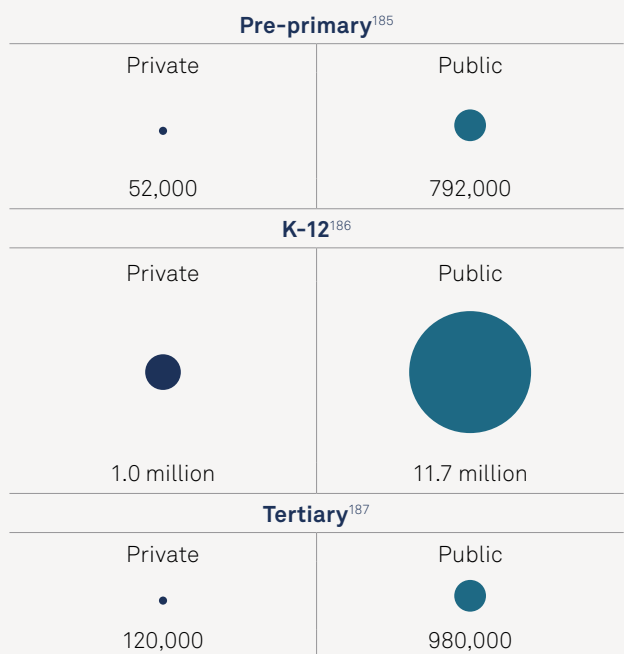 Pre-primary185
Private Public
52,000 792,000
K-12186
Private Public
1.0 million 11.7 million
Tertiary187
Private Public
120,000 980,000